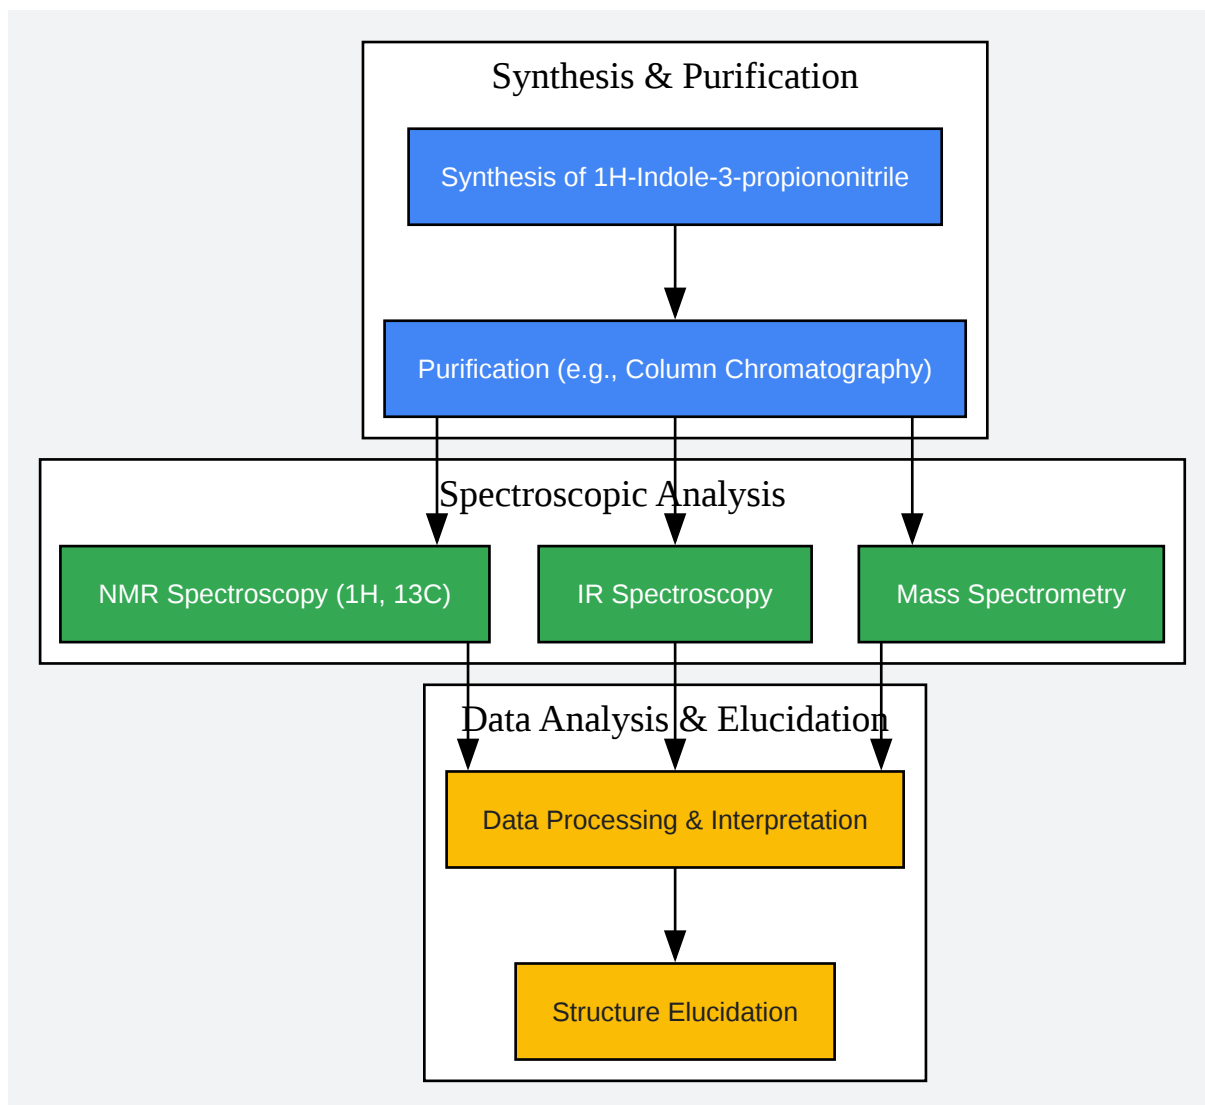 Synthesis & Purification
Synthesis of 1H-Indole-3-propiononitrile
Purification (e.g., Column Chromatography)
Spectroscopic Analysis
NMR Spectroscopy (1H, 13C)
IR Spectroscopy
Mass Spectrometry
Data Analysis & Elucidation
Data Processing & Interpretation
Structure Elucidation